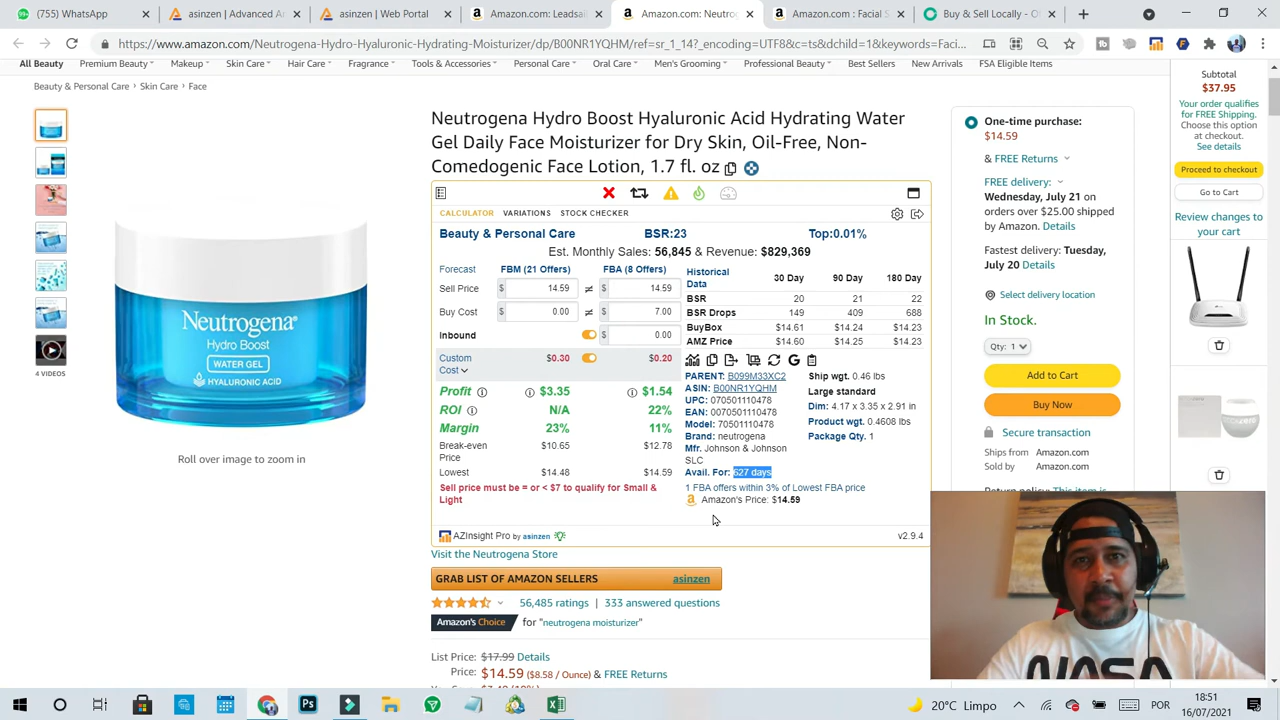 (755) WhatsApp
asinzen | Advanced Ar
asinzen | Web Portal
Amazon.com: Leedsail
Amazon.com: Neutrog
Amazon.com: Facial S
Buy & Sell Locally - O
https://www.amazon.com/Neutrogena-Hydro-Hyaluronic-Hydrating-Moisturizer/dp/B00NR1YQHM/ref=sr_1_14?_encoding=UTF8&c=ts&dchild=1&keywords=Faci...
All Beauty Premium Beauty Makeup Skin Care Hair Care Fragrance Tools & Accessories Personal Care Oral Care Men's Grooming Professional Beauty Best Sellers New Arrivals FSA Eligible Items
Beauty & Personal Care › Skin Care › Face
4 VIDEOS
Neutrogena
Hydro Boost
WATER GEL
HYALURONIC ACID
Roll over image to zoom in
Neutrogena Hydro Boost Hyaluronic Acid Hydrating Water
Gel Daily Face Moisturizer for Dry Skin, Oil-Free, Non-
Comedogenic Face Lotion, 1.7 fl. oz
CALCULATOR VARIATIONS STOCK CHECKER
Beauty & Personal Care BSR:23 Top:0.01%
Est. Monthly Sales: 56,845 & Revenue: $829,369
Forecast FBM (21 Offers) FBA (8 Offers)
Sell Price $ 14.59 ≠ $ 14.59
Buy Cost $ 0.00 ≠ $ 7.00
Inbound $ 0.00
Custom
Cost $0.30 $0.20
Profit $3.35 $1.54
ROI N/A 22%
Margin 23% 11%
Break-even
Price $10.65 $12.78
Lowest $14.48 $14.59
Sell price must be = or < $7 to qualify for Small &
Light
Historical
Data 30 Day 90 Day 180 Day
BSR 20 21 22
BSR Drops 149 409 688
BuyBox $14.61 $14.24 $14.23
AMZ Price $14.60 $14.25 $14.23
PARENT: B099M33XC2
ASIN: B00NR1YQHM
UPC: 070501110478
EAN: 0070501110478
Model: 70501110478
Brand: neutrogena
Mfr. Johnson & Johnson
SLC
Avail. For: 627 days
Ship wgt. 0.46 lbs
Large standard
Dim: 4.17 x 3.35 x 2.91 in
Product wgt. 0.4608 lbs
Package Qty. 1
1 FBA offers within 3% of Lowest FBA price
Amazon's Price: $14.59
AZInsight Pro by asinzen
v2.9.4
Visit the Neutrogena Store
GRAB LIST OF AMAZON SELLERS asinzen
56,485 ratings | 333 answered questions
Amazon's Choice for "neutrogena moisturizer"
List Price: $17.99 Details
Price: $14.59 ($8.58 / Ounce) & FREE Returns
One-time purchase:
$14.59
& FREE Returns
FREE delivery:
Wednesday, July 21 on
orders over $25.00 shipped
by Amazon. Details
Fastest delivery: Tuesday,
July 20 Details
Select delivery location
In Stock.
Qty: 1
Add to Cart
Buy Now
Secure transaction
Ships from Amazon.com
Sold by Amazon.com
Subtotal
$37.95
Your order qualifies
for FREE Shipping.
Choose this option
at checkout.
See details
Proceed to checkout
Go to Cart
Review changes to
your cart
NASA
20°C Limpo
POR
18:51
16/07/2021